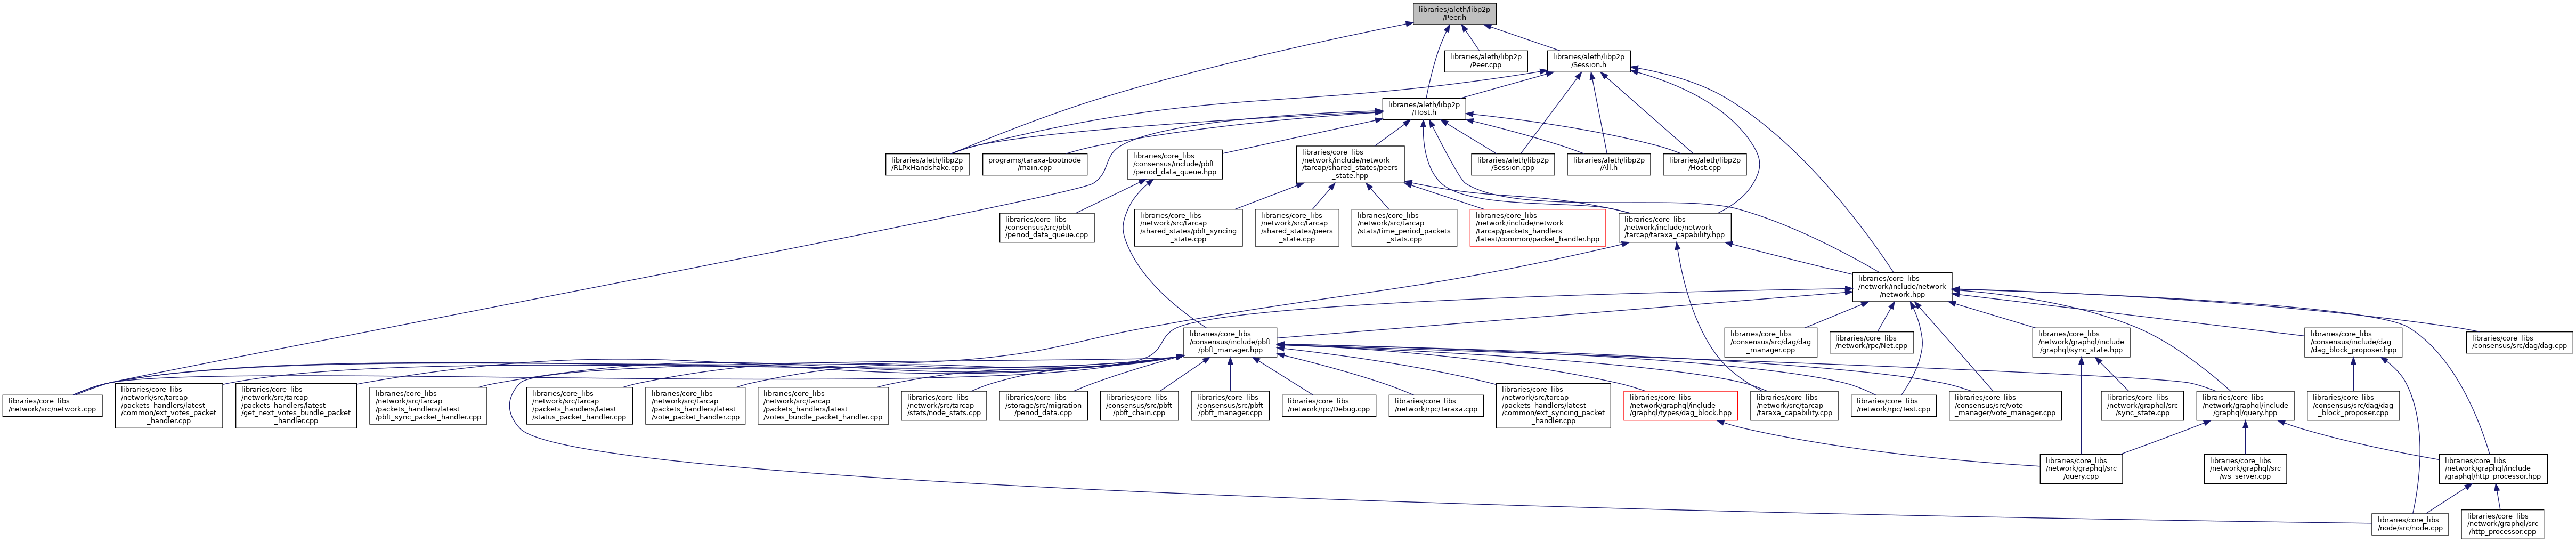 libraries/aleth/libp2p
/Peer.h
libraries/aleth/libp2p
/Peer.cpp
libraries/aleth/libp2p
/Session.h
libraries/aleth/libp2p
/Host.h
libraries/aleth/libp2p
/RLPxHandshake.cpp
programs/taraxa-bootnode
/main.cpp
libraries/core_libs
/consensus/include/pbft
/period_data_queue.hpp
libraries/core_libs
/network/include/network
/tarcap/shared_states/peers
_state.hpp
libraries/aleth/libp2p
/Session.cpp
libraries/aleth/libp2p
/All.h
libraries/aleth/libp2p
/Host.cpp
libraries/core_libs
/consensus/src/pbft
/period_data_queue.cpp
libraries/core_libs
/network/src/tarcap
/shared_states/pbft_syncing
_state.cpp
libraries/core_libs
/network/src/tarcap
/shared_states/peers
_state.cpp
libraries/core_libs
/network/src/tarcap
/stats/time_period_packets
_stats.cpp
libraries/core_libs
/network/include/network
/tarcap/packets_handlers
/latest/common/packet_handler.hpp
libraries/core_libs
/network/include/network
/tarcap/taraxa_capability.hpp
libraries/core_libs
/network/include/network
/network.hpp
libraries/core_libs
/consensus/include/pbft
/pbft_manager.hpp
libraries/core_libs
/consensus/src/dag/dag
_manager.cpp
libraries/core_libs
/network/rpc/Net.cpp
libraries/core_libs
/network/graphql/include
/graphql/sync_state.hpp
libraries/core_libs
/consensus/include/dag
/dag_block_proposer.hpp
libraries/core_libs
/consensus/src/dag/dag.cpp
libraries/core_libs
/network/src/network.cpp
libraries/core_libs
/network/src/tarcap
/packets_handlers/latest
/common/ext_votes_packet
_handler.cpp
libraries/core_libs
/network/src/tarcap
/packets_handlers/latest
/get_next_votes_bundle_packet
_handler.cpp
libraries/core_libs
/network/src/tarcap
/packets_handlers/latest
/pbft_sync_packet_handler.cpp
libraries/core_libs
/network/src/tarcap
/packets_handlers/latest
/status_packet_handler.cpp
libraries/core_libs
/network/src/tarcap
/packets_handlers/latest
/vote_packet_handler.cpp
libraries/core_libs
/network/src/tarcap
/packets_handlers/latest
/votes_bundle_packet_handler.cpp
libraries/core_libs
/network/src/tarcap
/stats/node_stats.cpp
libraries/core_libs
/storage/src/migration
/period_data.cpp
libraries/core_libs
/consensus/src/pbft
/pbft_chain.cpp
libraries/core_libs
/consensus/src/pbft
/pbft_manager.cpp
libraries/core_libs
/network/rpc/Debug.cpp
libraries/core_libs
/network/rpc/Taraxa.cpp
libraries/core_libs
/network/src/tarcap
/packets_handlers/latest
/common/ext_syncing_packet
_handler.cpp
libraries/core_libs
/network/graphql/include
/graphql/types/dag_block.hpp
libraries/core_libs
/network/src/tarcap
/taraxa_capability.cpp
libraries/core_libs
/network/rpc/Test.cpp
libraries/core_libs
/consensus/src/vote
_manager/vote_manager.cpp
libraries/core_libs
/network/graphql/src
/sync_state.cpp
libraries/core_libs
/network/graphql/include
/graphql/query.hpp
libraries/core_libs
/consensus/src/dag/dag
_block_proposer.cpp
libraries/core_libs
/network/graphql/src
/query.cpp
libraries/core_libs
/network/graphql/src
/ws_server.cpp
libraries/core_libs
/network/graphql/include
/graphql/http_processor.hpp
libraries/core_libs
/node/src/node.cpp
libraries/core_libs
/network/graphql/src
/http_processor.cpp